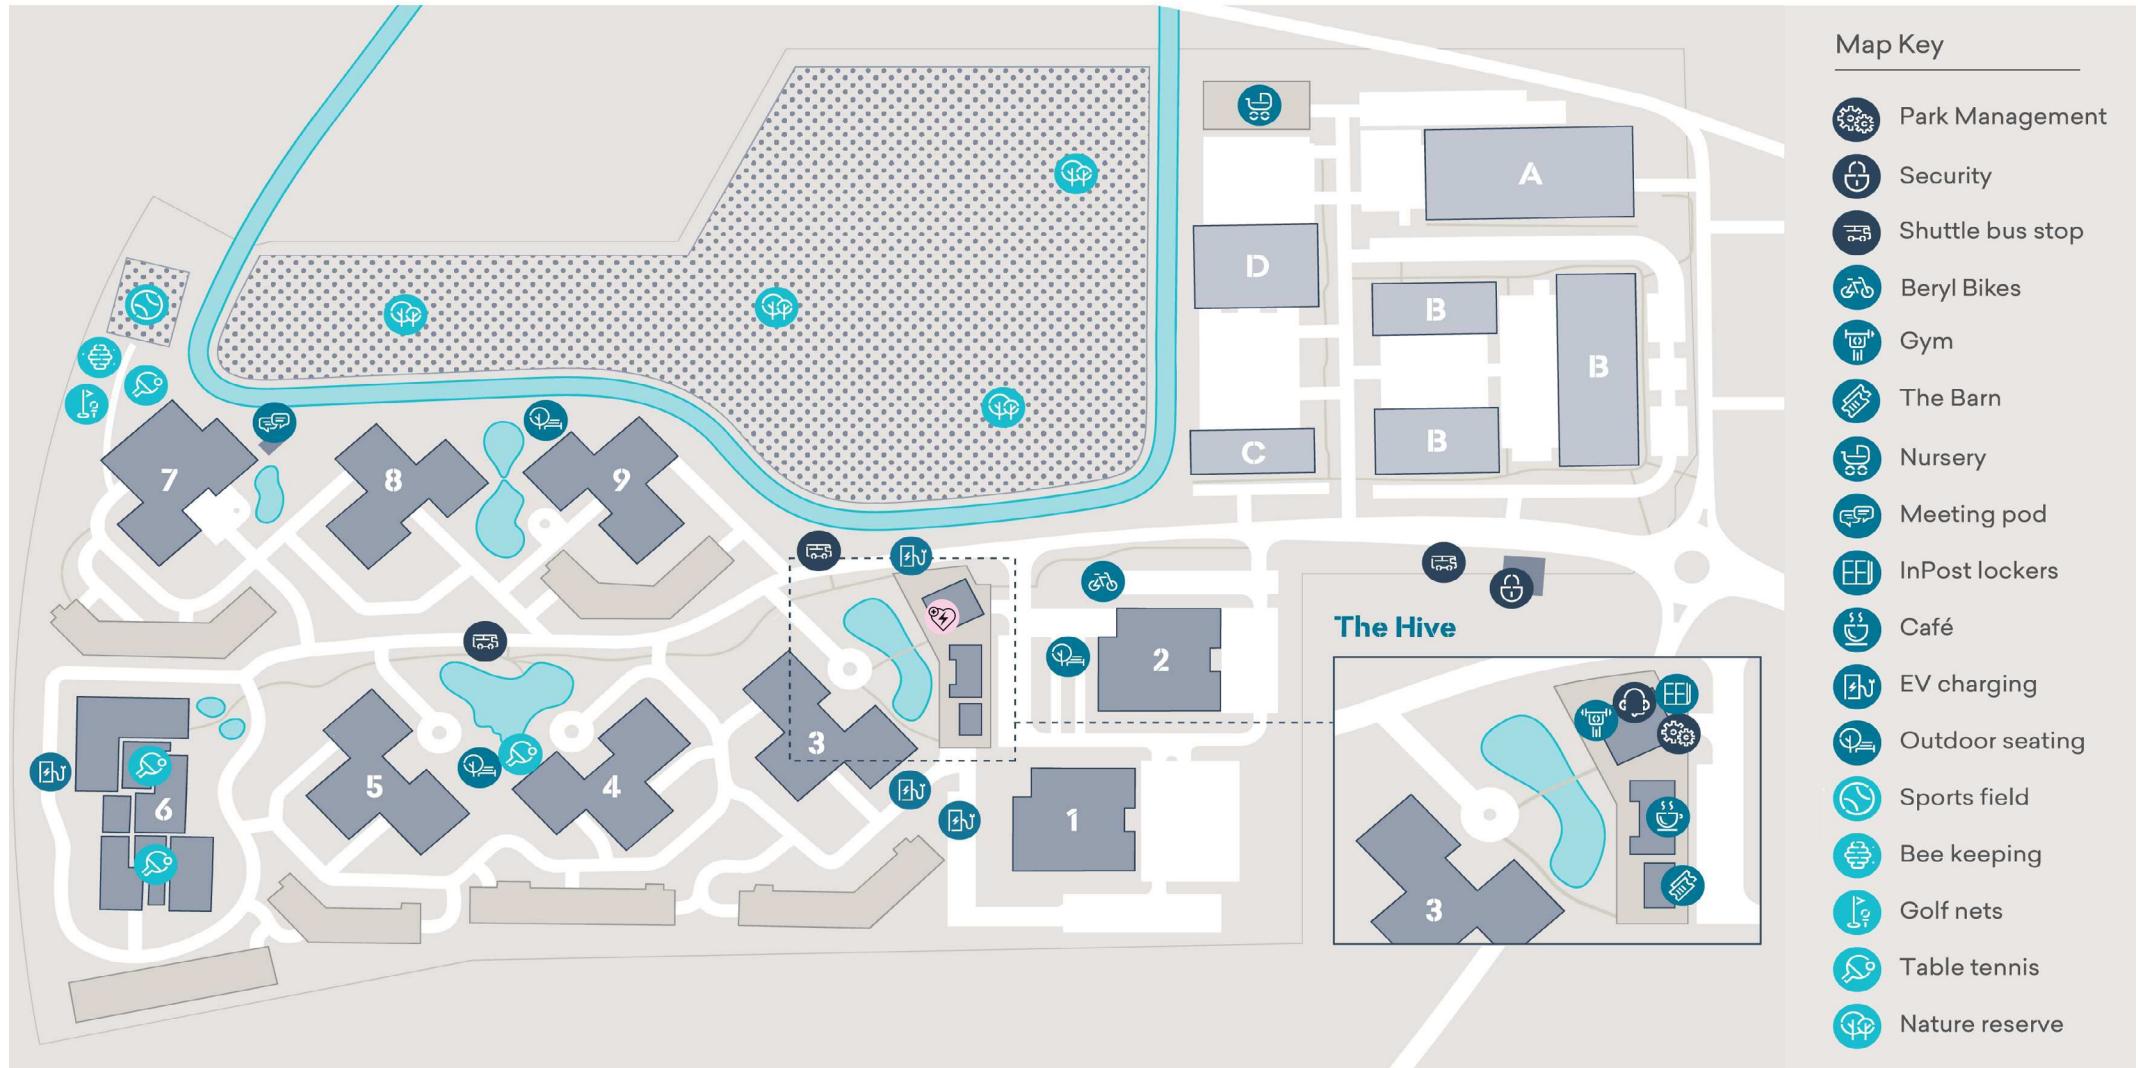 A
D
B
B
B
C
7
8
9
2
The Hive
3
5
4
6
1
3
Map Key
Park Management
Security
Shuttle bus stop
Beryl Bikes
Gym
The Barn
Nursery
Meeting pod
InPost lockers
Café
EV charging
Outdoor seating
Sports field
Bee keeping
Golf nets
Table tennis
Nature reserve